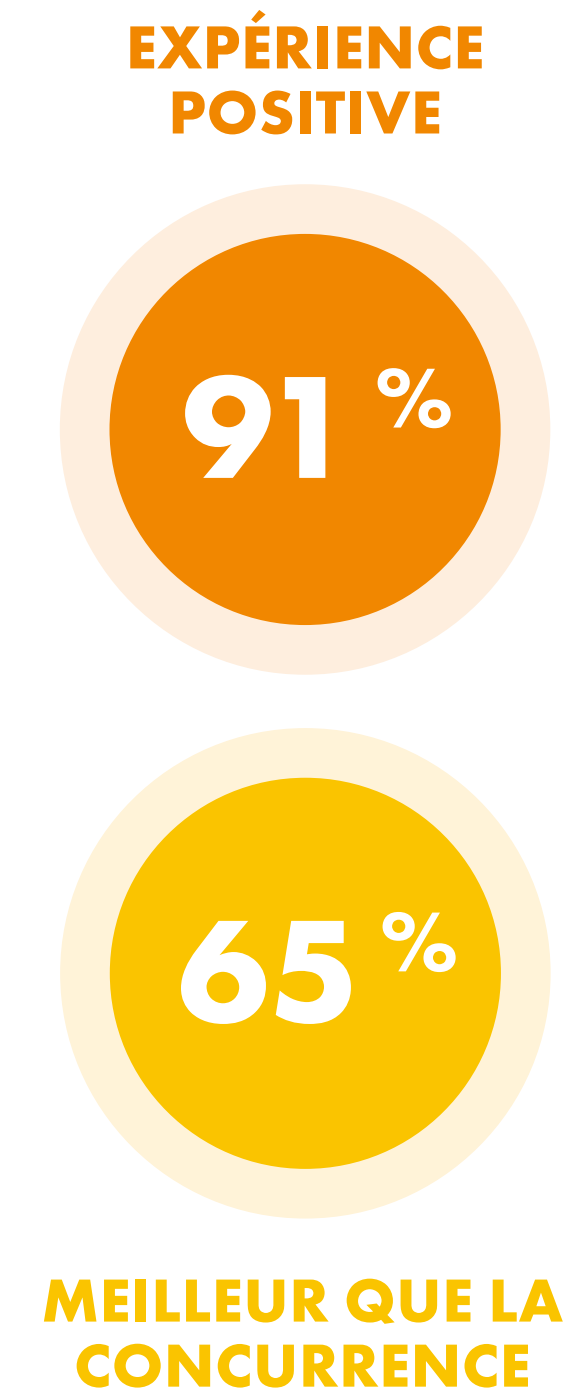 EXPÉRIENCE
POSITIVE
91 %
65 %
MEILLEUR QUE LA
CONCURRENCE